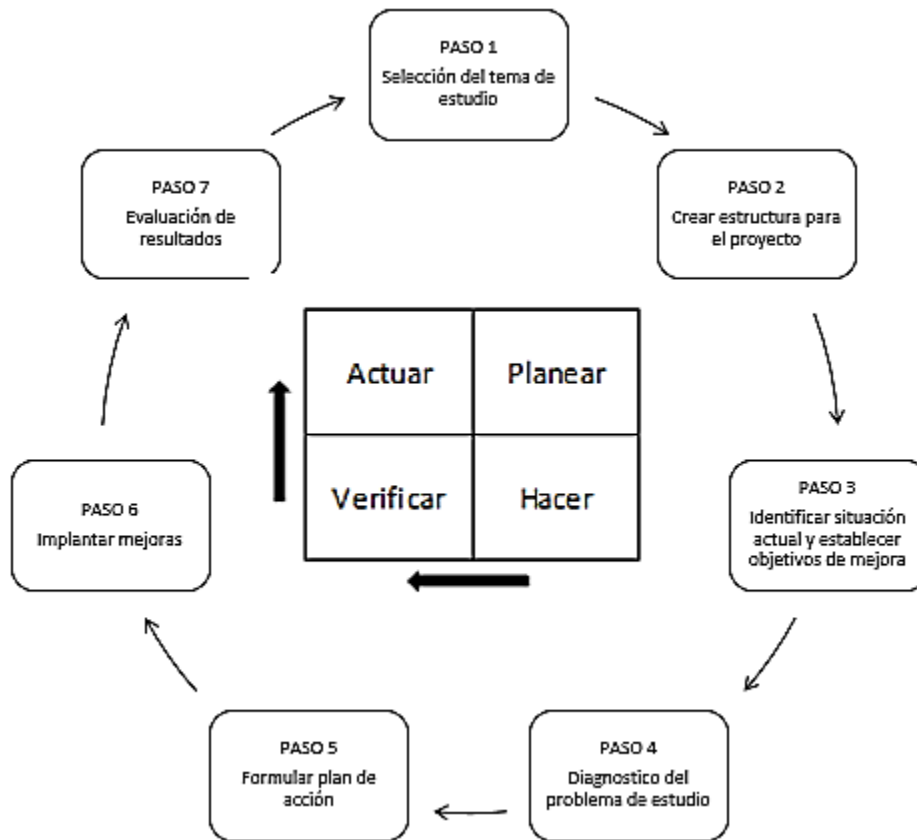 PASO 1
Selección del tema de
estudio
PASO 2
Crear estructura para
el proyecto
PASO 3
Identificar situación
actual y establecer
objetivos de mejora
PASO 4
Diagnostico del
problema de estudio
PASO 5
Formular plan de
acción
PASO 6
Implantar mejoras
PASO 7
Evaluación de
resultados
Actuar
Planear
Verificar
Hacer